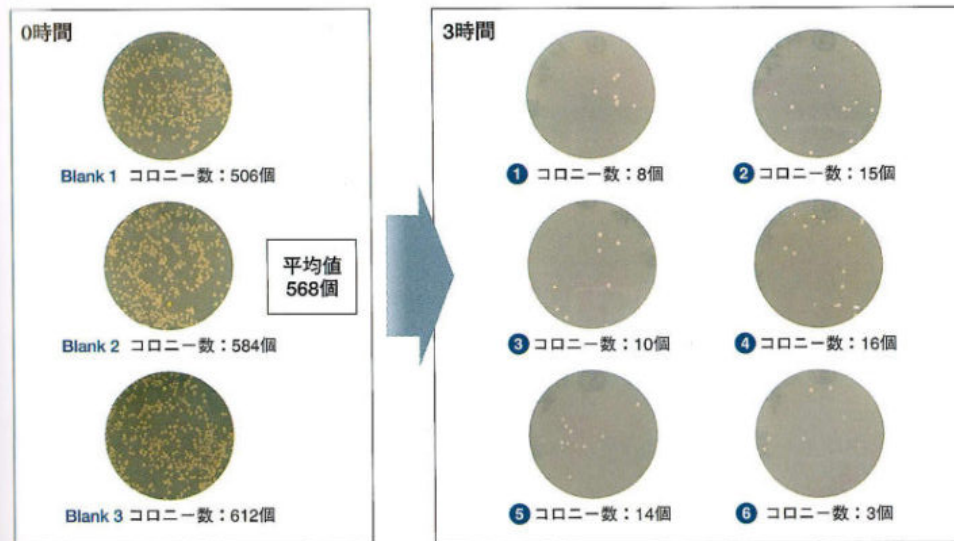 0時間
Blank 1 コロニー数：506個
Blank 2 コロニー数：584個
平均値
568個
Blank 3 コロニー数：612個
3時間
1 コロニー数：8個
2 コロニー数：15個
3 コロニー数：10個
4 コロニー数：16個
5 コロニー数：14個
6 コロニー数：3個